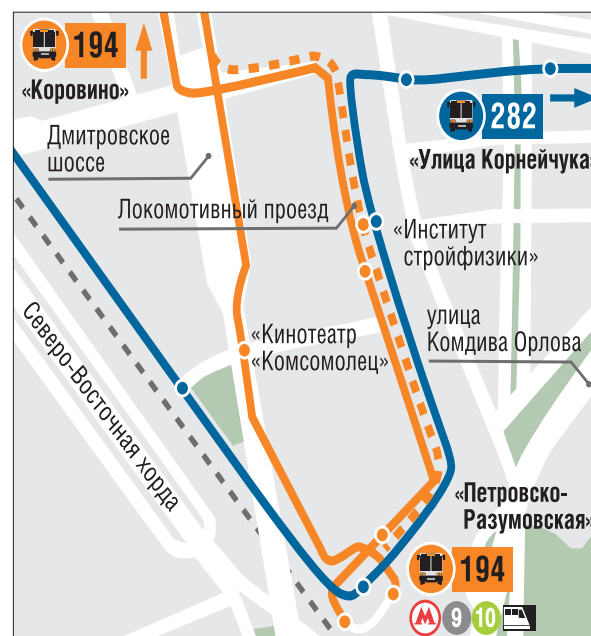 194
«Коровино»
Дмитровское
шоссе
282
«Улица Корнейчука»
Локомотивный проезд
«Институт
стройфизики»
улица
Комдива Орлова
«Кинотеатр
«Комсомолец»
Северо-Восточная хорда
«Петровско-
Разумовская»
194
М 9 10